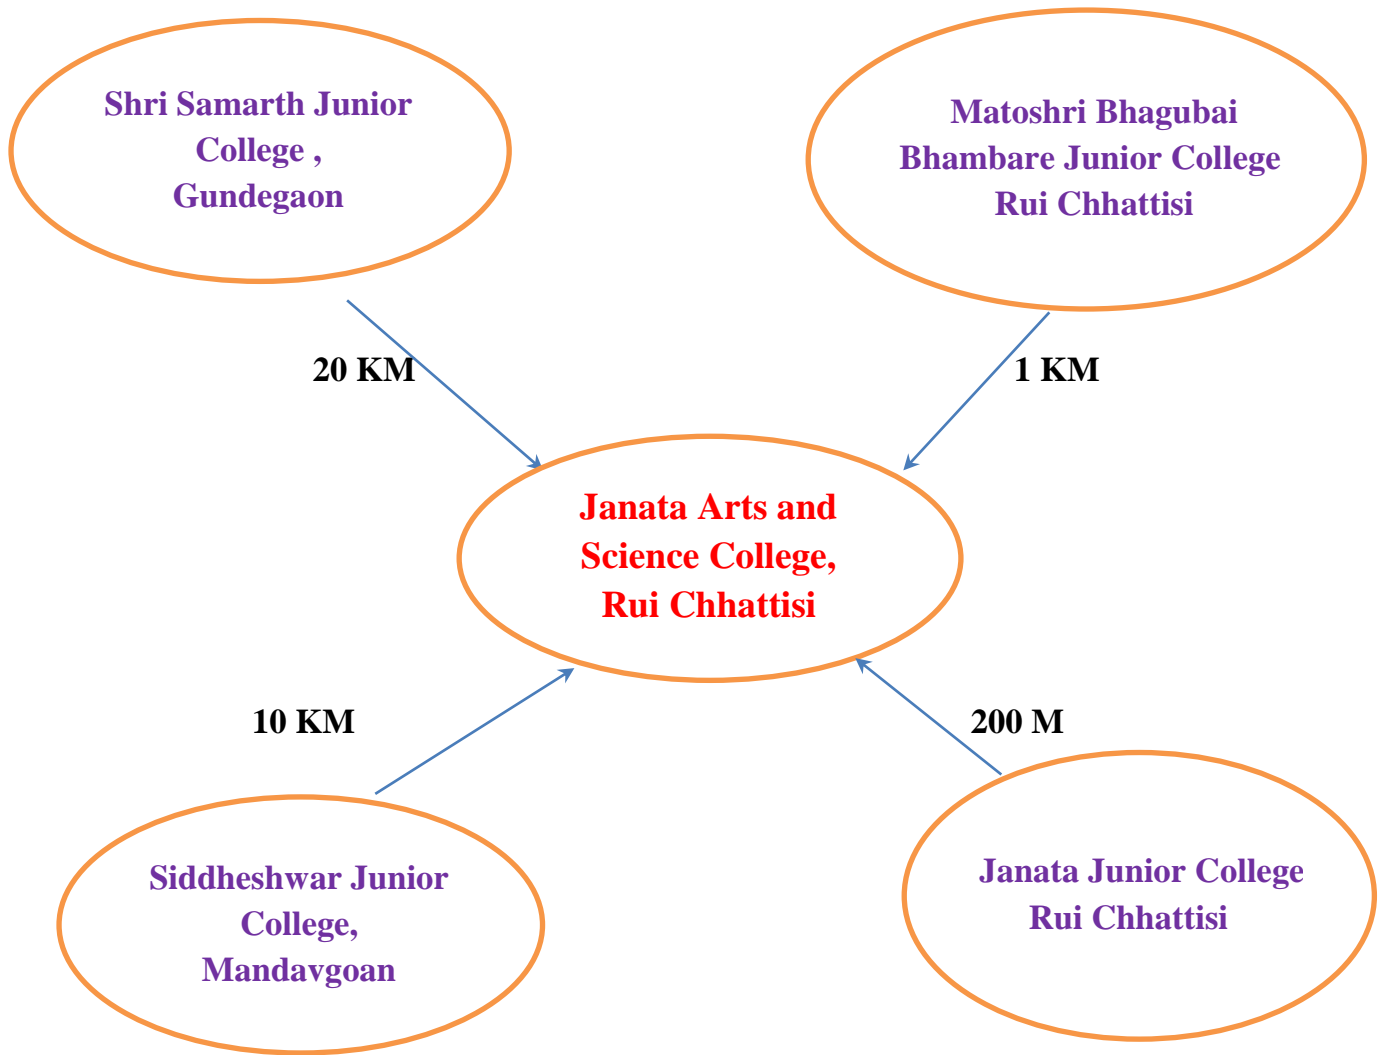 Shri Samarth Junior
College ,
Gundegaon
Matoshri Bhagubai
Bhambare Junior College
Rui Chhattisi
20 KM
1 KM
Janata Arts and
Science College,
Rui Chhattisi
10 KM
200 M
Siddheshwar Junior
College,
Mandavgoan
Janata Junior College
Rui Chhattisi